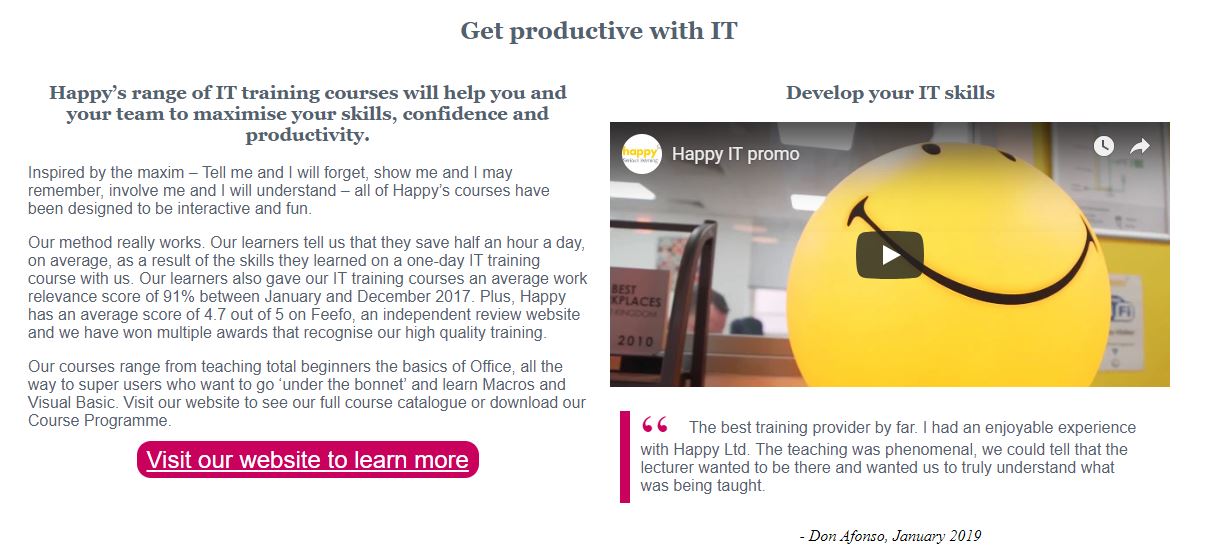 Get productive with IT
Happy’s range of IT training courses will help you and
your team to maximise your skills, confidence and
productivity.
Inspired by the maxim – Tell me and I will forget, show me and I may
remember, involve me and I will understand – all of Happy’s courses have
been designed to be interactive and fun.
Our method really works. Our learners tell us that they save half an hour a day,
on average, as a result of the skills they learned on a one-day IT training
course with us. Our learners also gave our IT training courses an average work
relevance score of 91% between January and December 2017. Plus, Happy
has an average score of 4.7 out of 5 on Feefo, an independent review website
and we have won multiple awards that recognise our high quality training.
Our courses range from teaching total beginners the basics of Office, all the
way to super users who want to go ‘under the bonnet’ and learn Macros and
Visual Basic. Visit our website to see our full course catalogue or download our
Course Programme.
Visit our website to learn more
Develop your IT skills
happy
Happy IT promo
BEST
KPLACES
KINGDOM
2010
Fi
“ The best training provider by far. I had an enjoyable experience
with Happy Ltd. The teaching was phenomenal, we could tell that the
lecturer wanted to be there and wanted us to truly understand what
was being taught.
- Don Afonso, January 2019